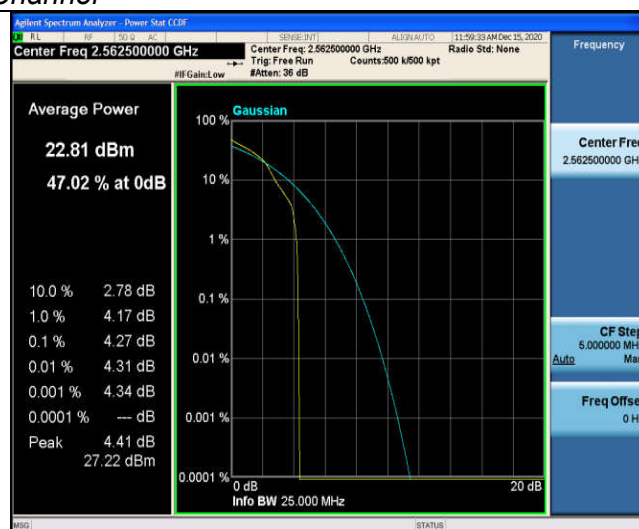 Channel
Agilent Spectrum Analyzer - Power Stat CCDF
RL RF 50 Ω AC SENSE:INT ALIGN AUTO 11:59:33 AM Dec 15, 2020
Center Freq 2.562500000 GHz
Center Freq: 2.562500000 GHz Radio Std: None
Trig: Free Run Counts:500 k/500 kpt
#IFGain:Low #Atten: 36 dB
Frequency
Average Power
22.81 dBm
47.02 % at 0dB
10.0 % 2.78 dB
1.0 % 4.17 dB
0.1 % 4.27 dB
0.01 % 4.31 dB
0.001 % 4.34 dB
0.0001 % --- dB
Peak 4.41 dB
27.22 dBm
Gaussian
100 %
10 %
1 %
0.1 %
0.01 %
0.001 %
0.0001 %
0 dB 20 dB
Info BW 25.000 MHz
Center Fre
2.562500000 GH
CF Ste
5.000000 MH
Auto Ma
Freq Offse
0 H
MSG STATUS